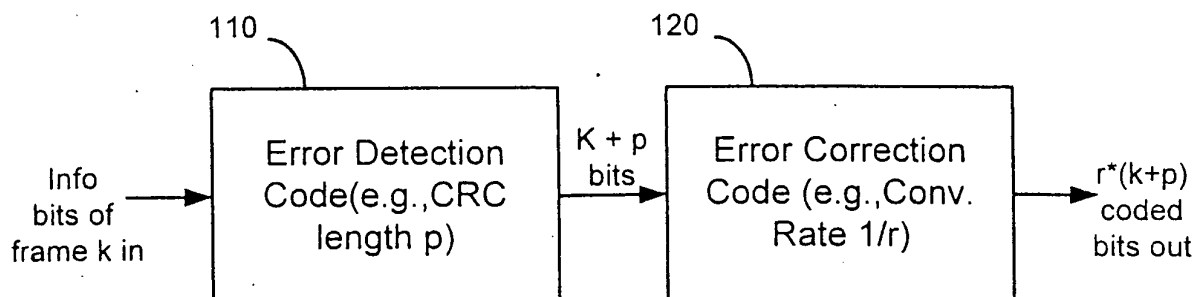 110
120
Info
bits of
frame k in
Error Detection
Code(e.g.,CRC
length p)
K + p
bits
Error Correction
Code (e.g.,Conv.
Rate 1/r)
r*(k+p)
coded
bits out